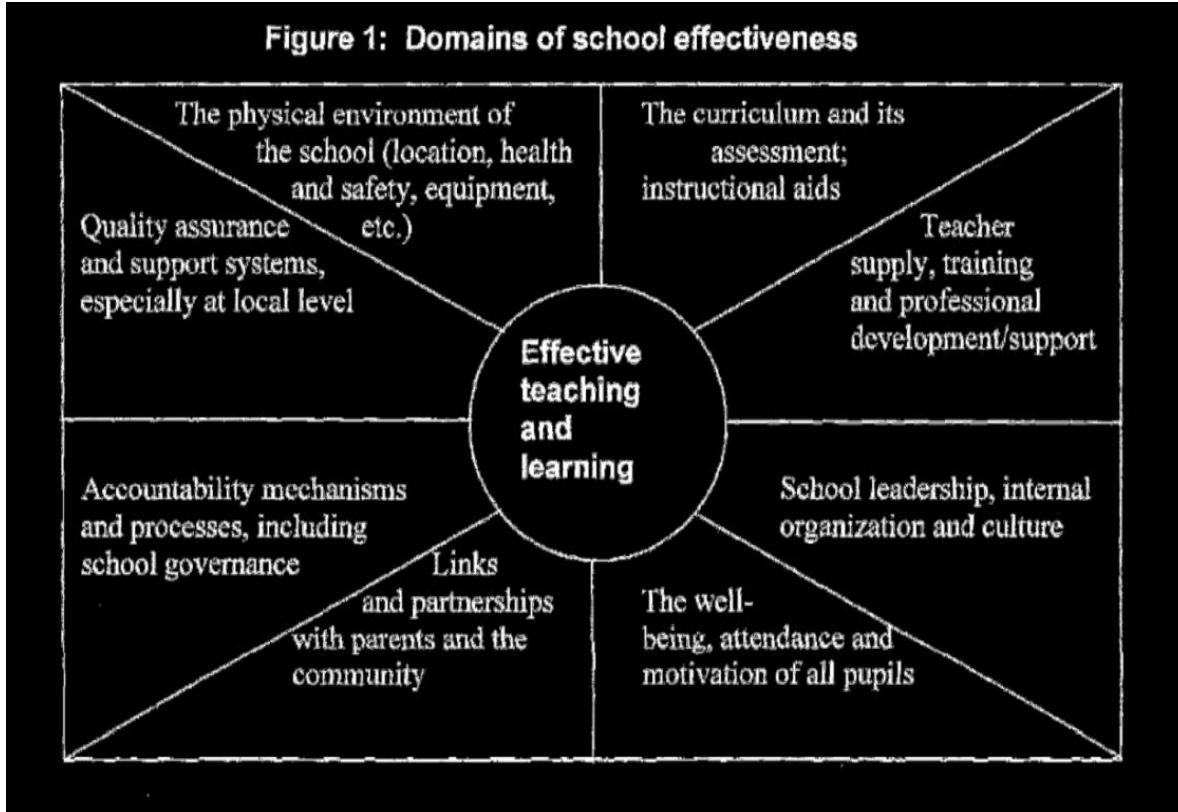 Figure 1: Domains of school effectiveness
The physical environment of
the school (location, health
and safety, equipment,
etc.)
The curriculum and its
assessment;
instructional aids
Quality assurance
and support systems,
especially at local level
Teacher
supply, training
and professional
development/support
Effective
teaching
and
learning
Accountability mechanisms
and processes, including
school governance
School leadership, internal
organization and culture
Links
and partnerships
with parents and the
community
The well-
being, attendance and
motivation of all pupils